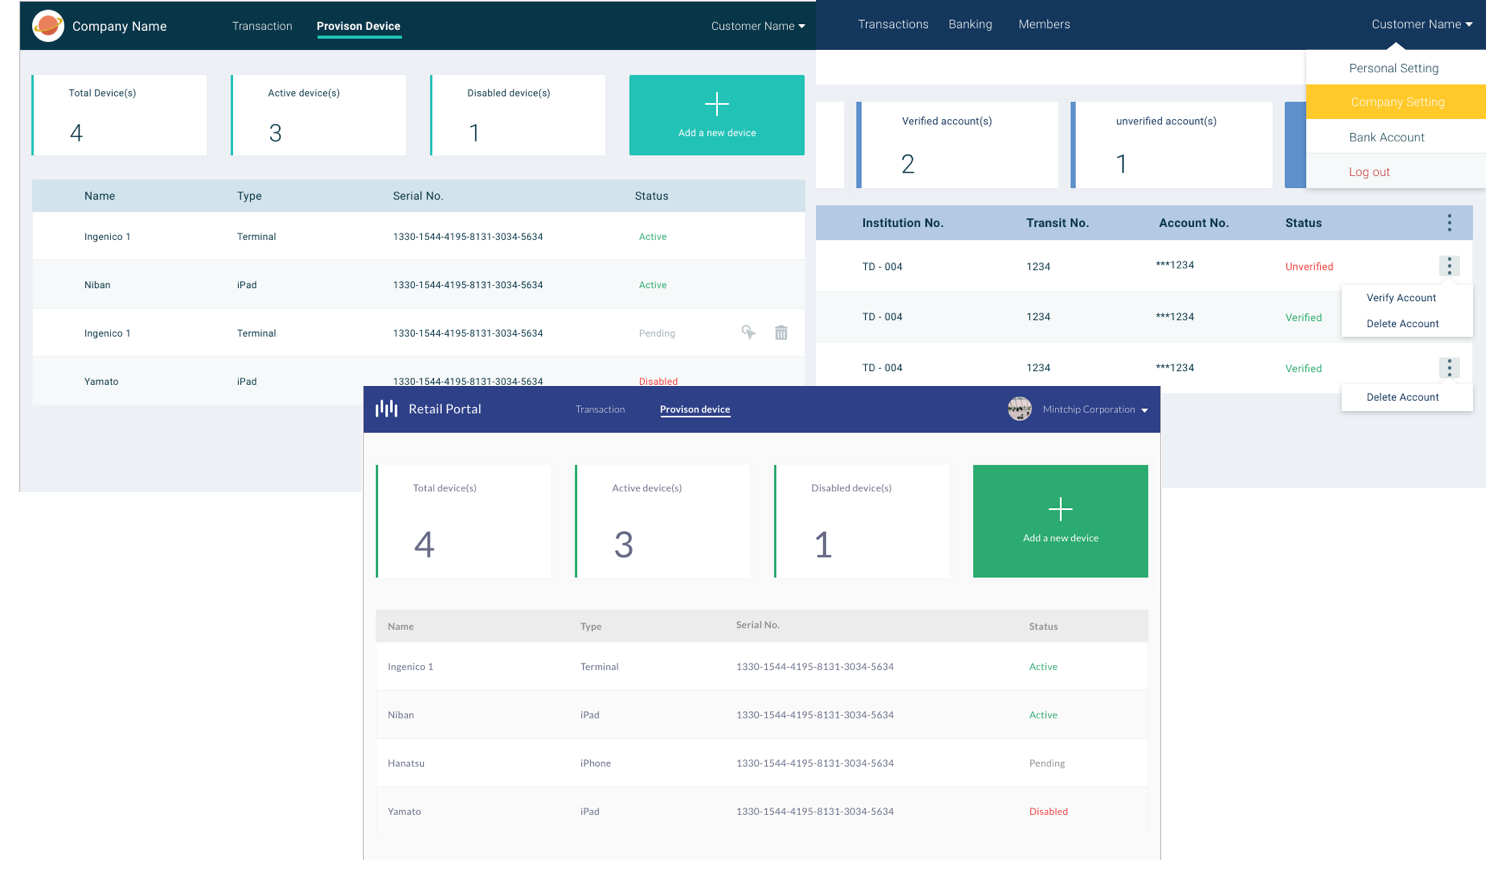 Company Name
Transaction
Provison Device
Customer Name
Total Device(s)
4
Active device(s)
3
Disabled device(s)
1
Add a new device
Name Type Serial No. Status
Ingenico 1 Terminal 1330-1544-4195-8131-3034-5634 Active
Niban iPad 1330-1544-4195-8131-3034-5634 Active
Ingenico 1 Terminal 1330-1544-4195-8131-3034-5634 Pending
Yamato iPad 1330-1544-4195-8131-3034-5634 Disabled
Transactions Banking Members
Customer Name
Personal Setting
Company Setting
Bank Account
Log out
Verified account(s)
2
unverified account(s)
1
Institution No. Transit No. Account No. Status
TD - 004 1234 ***1234 Unverified
Verify Account
Delete Account
TD - 004 1234 ***1234 Verified
TD - 004 1234 ***1234 Verified
Delete Account
Retail Portal
Transaction
Provison device
Mintchip Corporation
Total device(s)
4
Active device(s)
3
Disabled device(s)
1
Add a new device
Name Type Serial No. Status
Ingenico 1 Terminal 1330-1544-4195-8131-3034-5634 Active
Niban iPad 1330-1544-4195-8131-3034-5634 Active
Hanatsu iPhone 1330-1544-4195-8131-3034-5634 Pending
Yamato iPad 1330-1544-4195-8131-3034-5634 Disabled